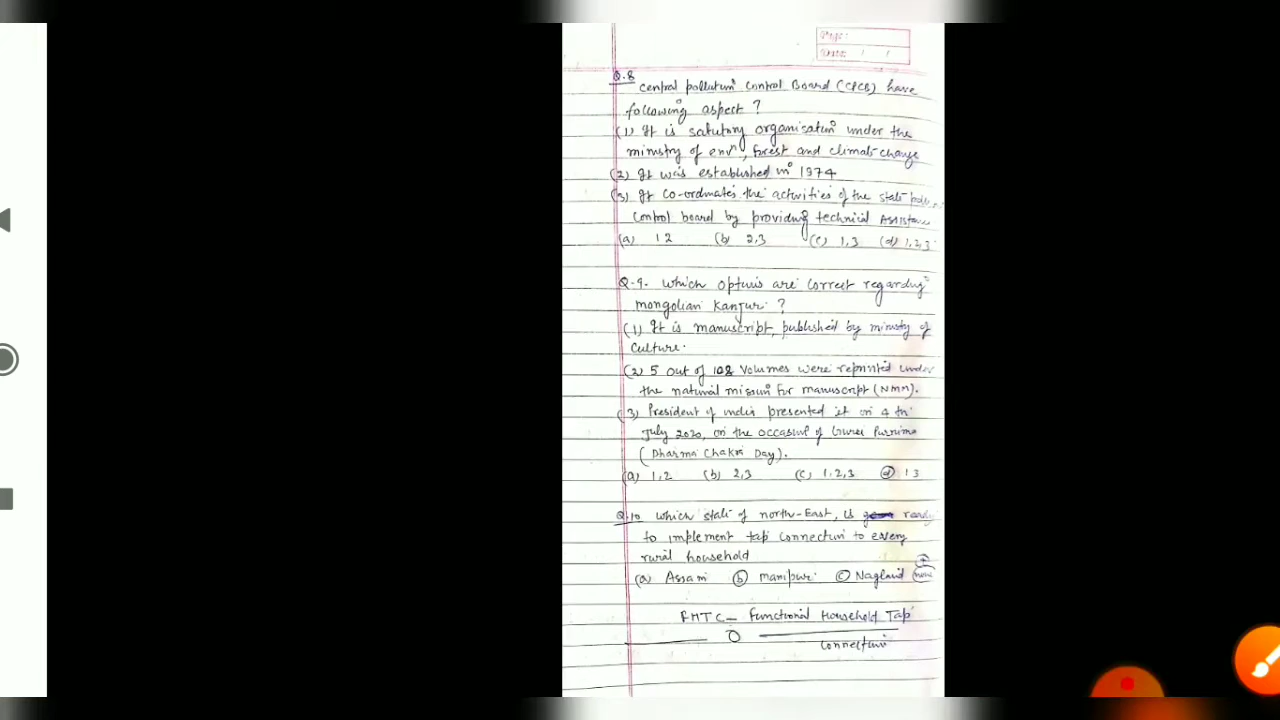 Q.8
central pollution control Board (CPCB) have
following aspect ?
(1) It is satutory organisation under the
ministry of envn, forest and climate change
(2) It was established in 1974
(3) It co-ordinates the activities of the state
control board by providing technical Assistance
(a) 1 2 (b) 2,3 (c) 1,3 (d) 1,2,3
Q.9. which options are correct regarding
mongolian Kanjur ?
(1) It is manuscript, published by ministry of
culture.
(2) 5 out of 108 volumes were reprinted under
the national mission for manuscript (NMM).
(3) President of india presented it on 4 th
July 2020, on the occasion of Guru Purnima
(Dharma Chakra Day).
(a) 1,2 (b) 2,3 (c) 1,2,3 (d) 1 3
Q.10 which state of north-East, is ready
to implement tap connection to every
rural household
(a) Assam (b) manipur (c) Nagland (d) none
FHTC - Functional Household Tap
connection